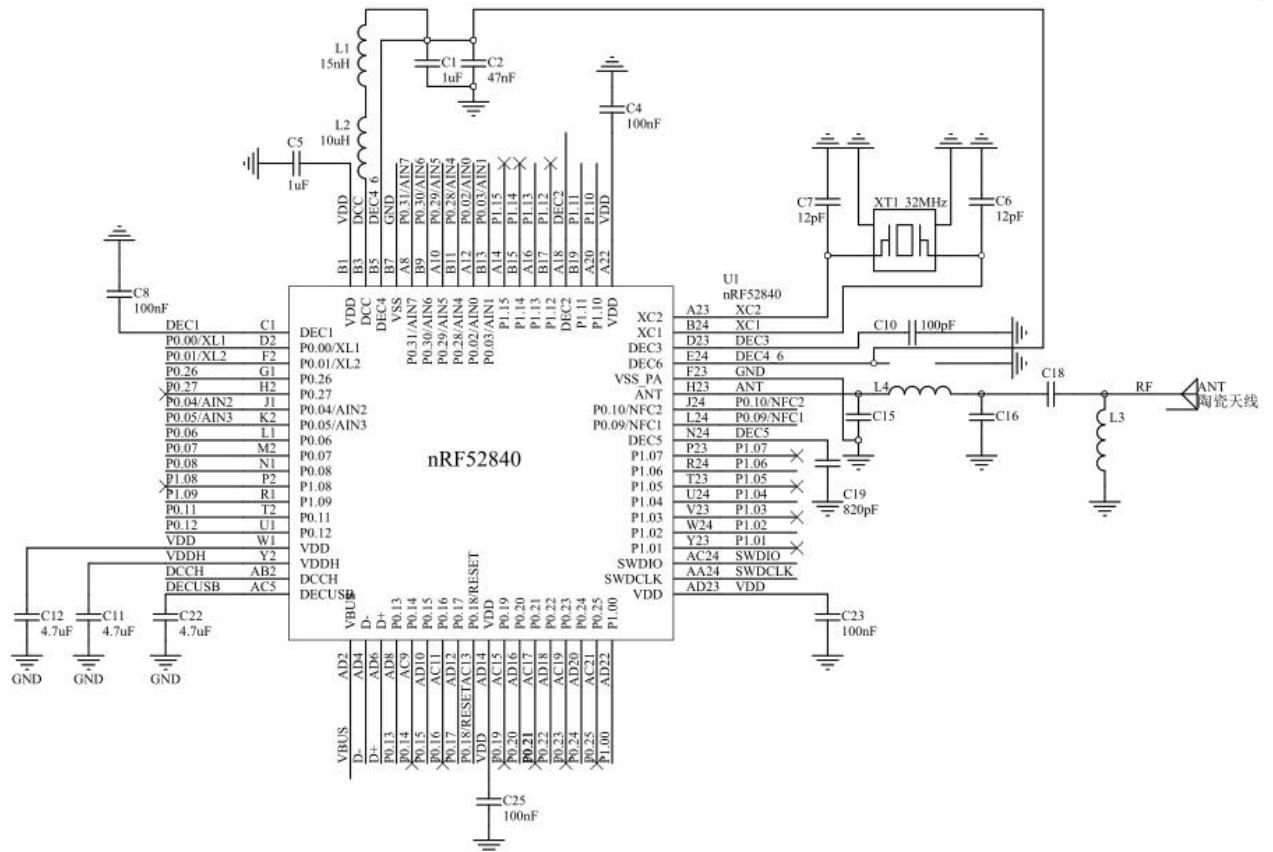 L1
15nH
C1
1uF
C2
47nF
C4
100nF
L2
10uH
C5
1uF
VDD
DCC
DEC4_6
GND
P0.31/AIN7
P0.30/AIN6
P0.29/AIN5
P0.28/AIN4
P0.02/AIN0
P0.03/AIN1
P1.15
P1.14
P1.13
P1.12
DEC2
P1.11
P1.10
VDD
B1
B3
B5
B7
A8
B9
A10
B11
A12
B13
A14
B15
A16
B17
A18
B19
A20
A22
C7
12pF
XT1 32MHz
C6
12pF
C8
100nF
U1
nRF52840
VDD
DCC
DEC4
VSS
P0.31/AIN7
P0.30/AIN6
P0.29/AIN5
P0.28/AIN4
P0.02/AIN0
P0.03/AIN1
P1.15
P1.14
P1.13
P1.12
DEC2
P1.11
P1.10
VDD
DEC1 C1 DEC1
P0.00/XL1 D2 P0.00/XL1
P0.01/XL2 F2 P0.01/XL2
P0.26 G1 P0.26
P0.27 H2 P0.27
P0.04/AIN2 J1 P0.04/AIN2
P0.05/AIN3 K2 P0.05/AIN3
P0.06 L1 P0.06
P0.07 M2 P0.07
P0.08 N1 P0.08
P1.08 P2 P1.08
P1.09 R1 P1.09
P0.11 T2 P0.11
P0.12 U1 P0.12
VDD W1 VDD
VDDH Y2 VDDH
DCCH AB2 DCCH
DECUSB AC5 DECUSB
nRF52840
XC2 A23 XC2
XC1 B24 XC1
DEC3 D23 DEC3
DEC6 E24 DEC4_6
VSS_PA F23 GND
ANT H23 ANT
P0.10/NFC2 J24 P0.10/NFC2
P0.09/NFC1 L24 P0.09/NFC1
DEC5 N24 DEC5
P1.07 P23 P1.07
P1.06 R24 P1.06
P1.05 T23 P1.05
P1.04 U24 P1.04
P1.03 V23 P1.03
P1.02 W24 P1.02
P1.01 Y23 P1.01
SWDIO AC24 SWDIO
SWDCLK AA24 SWDCLK
VDD AD23 VDD
C10 100pF
L4
C18
RF
ANT
陶瓷天线
C15
C16
L3
C19
820pF
C23
100nF
C12
4.7uF
GND
C11
4.7uF
GND
C22
4.7uF
GND
VBUS
D-
D+
P0.13
P0.14
P0.15
P0.16
P0.17
P0.18/RESET
VDD
P0.19
P0.20
P0.21
P0.22
P0.23
P0.24
P0.25
P1.00
AD2
AD4
AD6
AD8
AC9
AD10
AC11
AD12
AC13
AD14
AC15
AD16
AC17
AD18
AC19
AD20
AC21
AD22
VBUS
D-
D+
P0.13
P0.14
P0.15
P0.16
P0.17
P0.18/RESET
VDD
P0.19
P0.20
P0.21
P0.22
P0.23
P0.24
P0.25
P1.00
C25
100nF